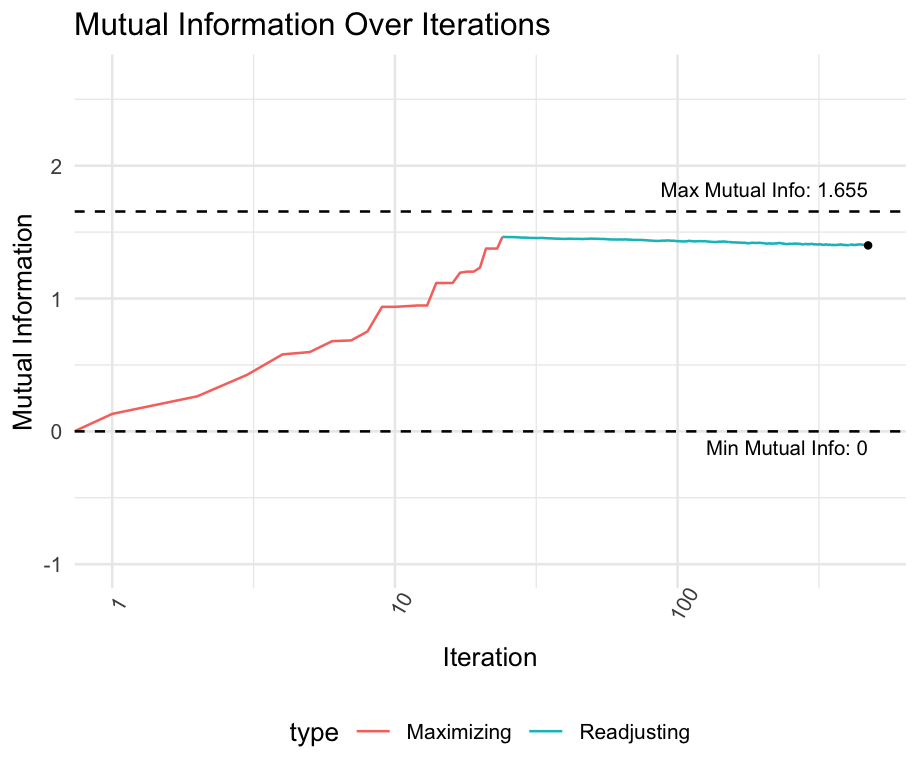 Mutual Information Over Iterations
Mutual Information
2
1
0
-1
Max Mutual Info: 1.655
Min Mutual Info: 0
1
10
100
Iteration
type
Maximizing
Readjusting